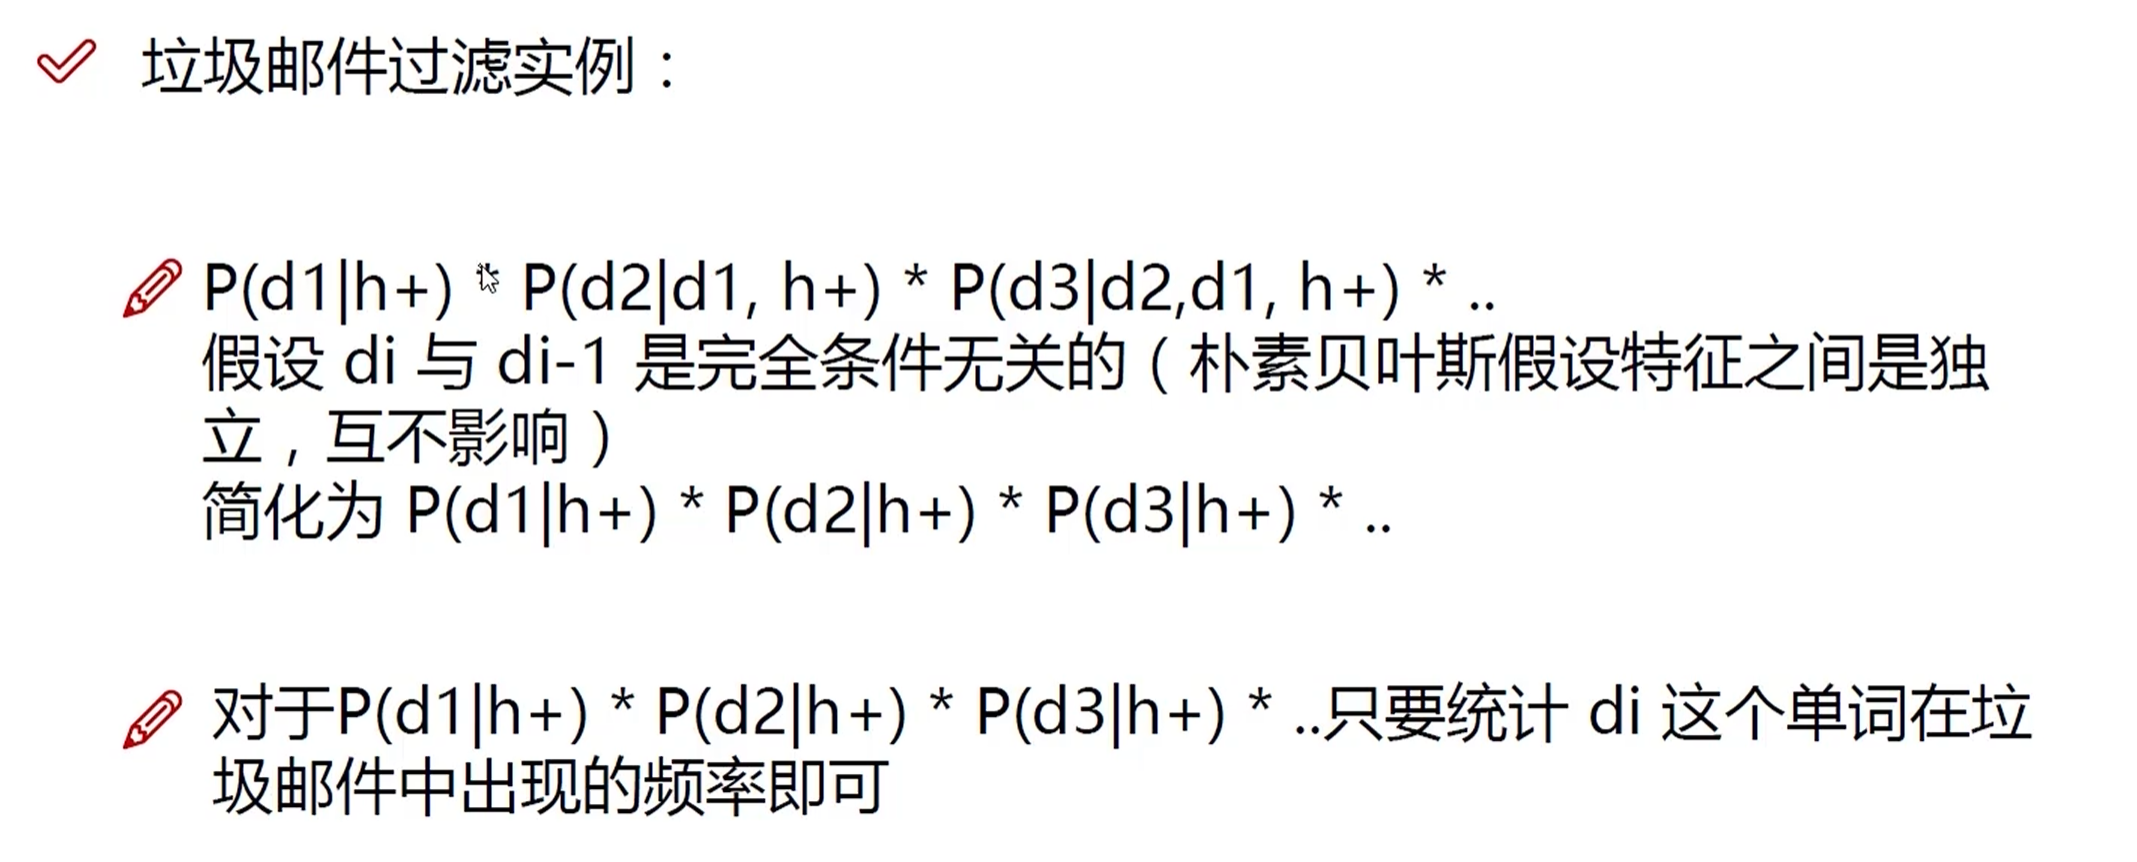 垃圾邮件过滤实例：
P(d1|h+) * P(d2|d1, h+) * P(d3|d2,d1, h+) * ..
假设 di 与 di-1 是完全条件无关的（朴素贝叶斯假设特征之间是独
立，互不影响）
简化为 P(d1|h+) * P(d2|h+) * P(d3|h+) * ..
对于P(d1|h+) * P(d2|h+) * P(d3|h+) * ..只要统计 di 这个单词在垃
圾邮件中出现的频率即可